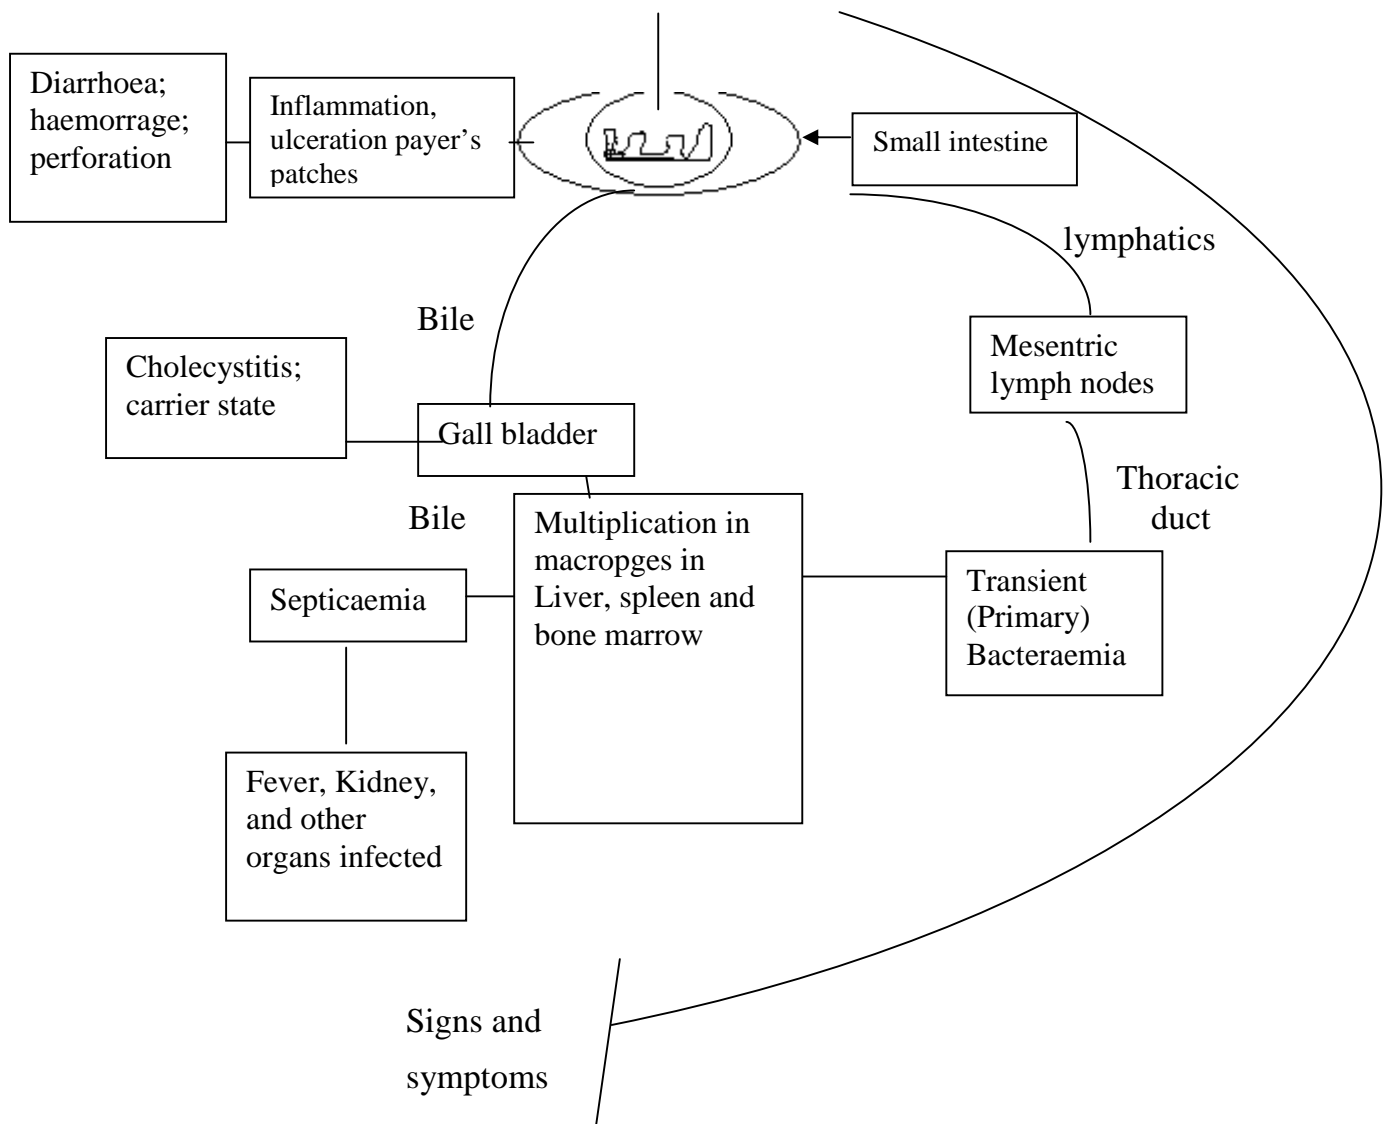 Diarrhoea;
haemorrage;
perforation
Inflammation,
ulceration payer's
patches
Small intestine
lymphatics
Bile
Mesentric
lymph nodes
Cholecystitis;
carrier state
Gall bladder
Thoracic
duct
Bile
Multiplication in
macropges in
Liver, spleen and
bone marrow
Septicaemia
Transient
(Primary)
Bacteraemia
Fever, Kidney,
and other
organs infected
Signs and
symptoms